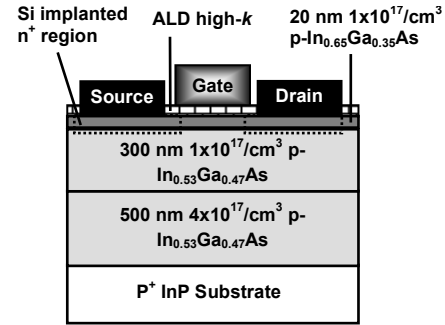 Si implanted
n⁺ region
ALD high-k
20 nm 1x10¹⁷/cm³
p-In₀.₆₅Ga₀.₃₅As
Source
Gate
Drain
300 nm 1x10¹⁷/cm³ p-
In₀.₅₃Ga₀.₄₇As
500 nm 4x10¹⁷/cm³ p-
In₀.₅₃Ga₀.₄₇As
P⁺ InP Substrate